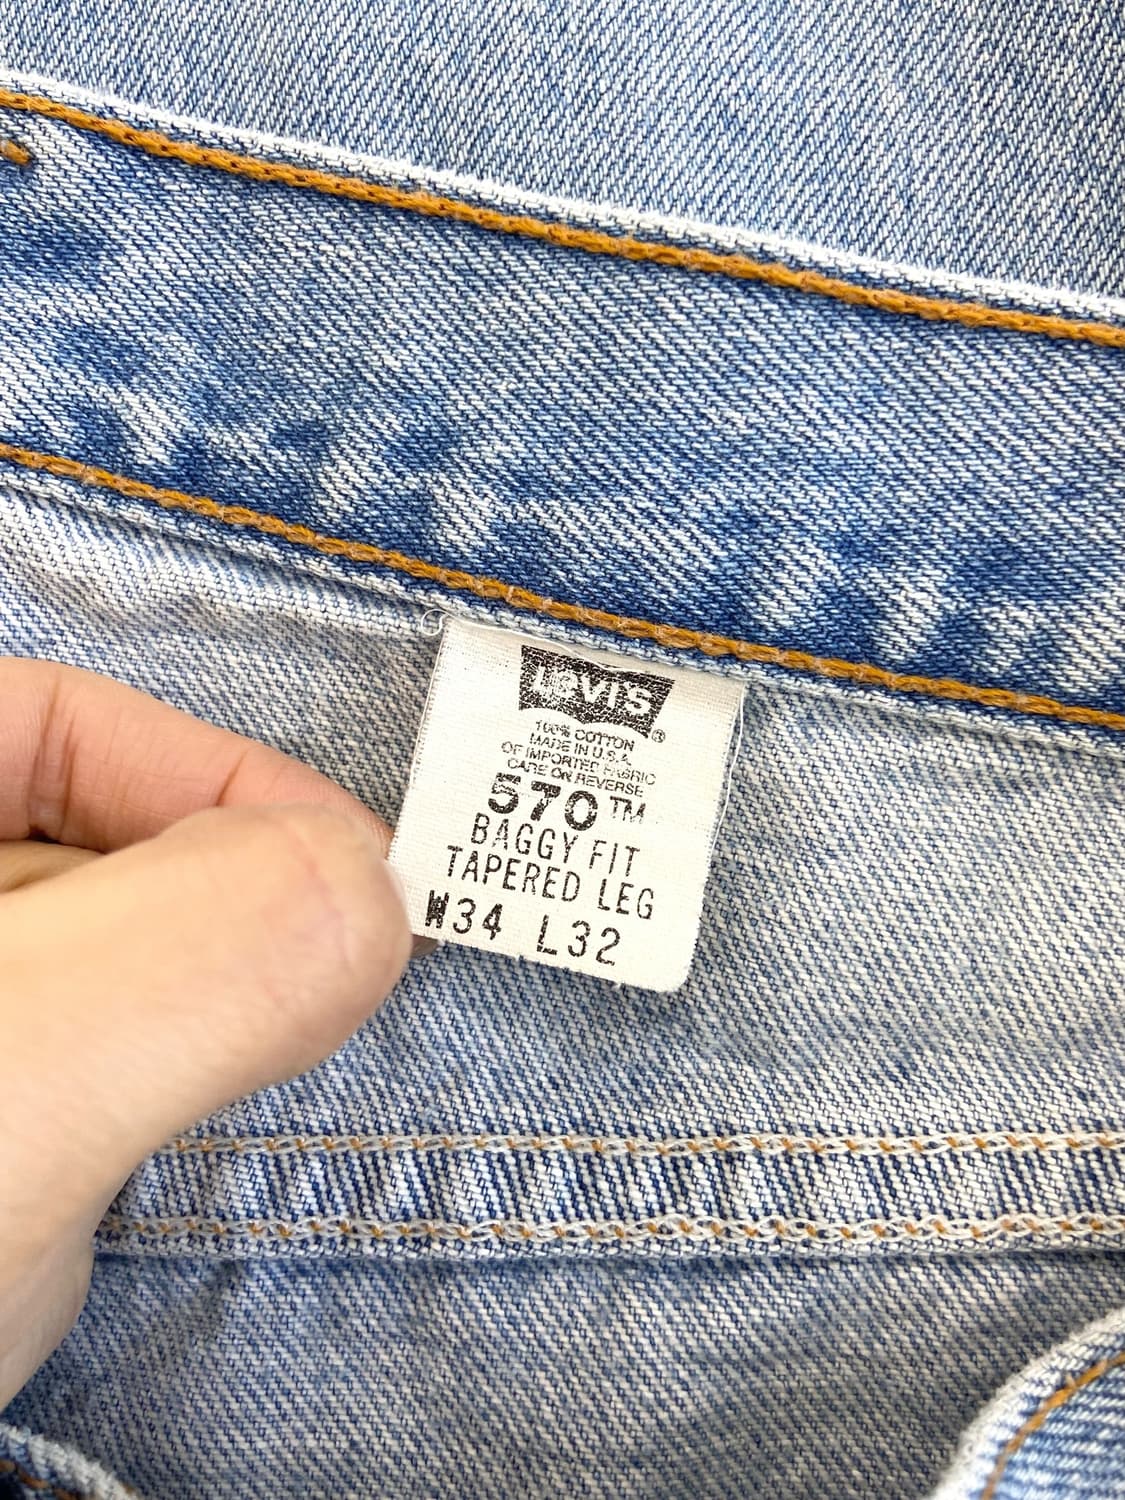 LEVI'S ®
100% COTTON
MADE IN U.S.A.
OF IMPORTED FABRIC
CARE ON REVERSE
570™
BAGGY FIT
TAPERED LEG
W34 L32